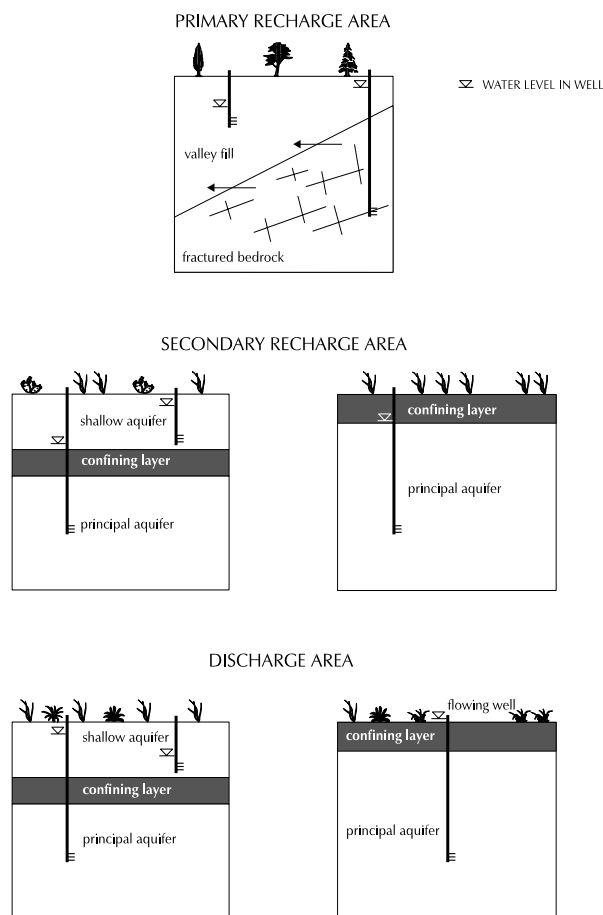 PRIMARY RECHARGE AREA
WATER LEVEL IN WELL
valley fill
fractured bedrock
SECONDARY RECHARGE AREA
shallow aquifer
confining layer
principal aquifer
confining layer
principal aquifer
DISCHARGE AREA
shallow aquifer
confining layer
principal aquifer
flowing well
confining layer
principal aquifer